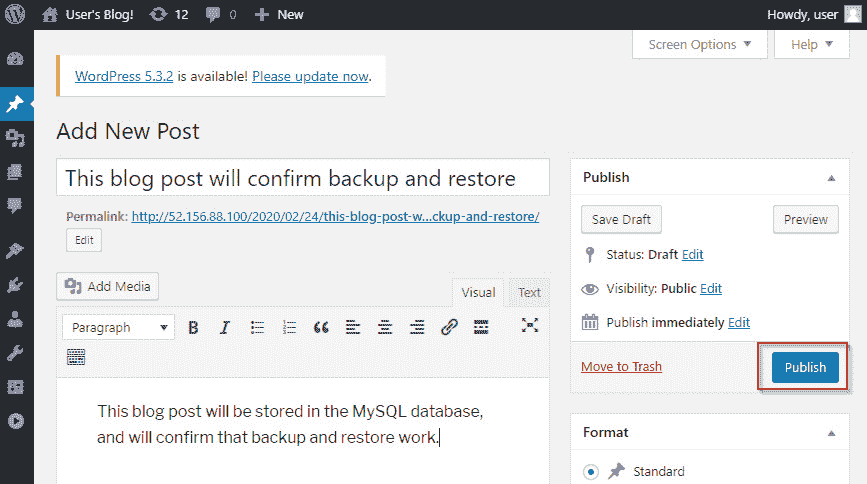 User's Blog! 12 0 New Howdy, user
Screen Options Help
WordPress 5.3.2 is available! Please update now.
Add New Post
This blog post will confirm backup and restore
Permalink: http://52.156.88.100/2020/02/24/this-blog-post-w...ckup-and-restore/
Edit
Add Media
Visual Text
Paragraph B I
This blog post will be stored in the MySQL database,
and will confirm that backup and restore work.
Publish
Save Draft Preview
Status: Draft Edit
Visibility: Public Edit
Publish immediately Edit
Move to Trash Publish
Format
Standard